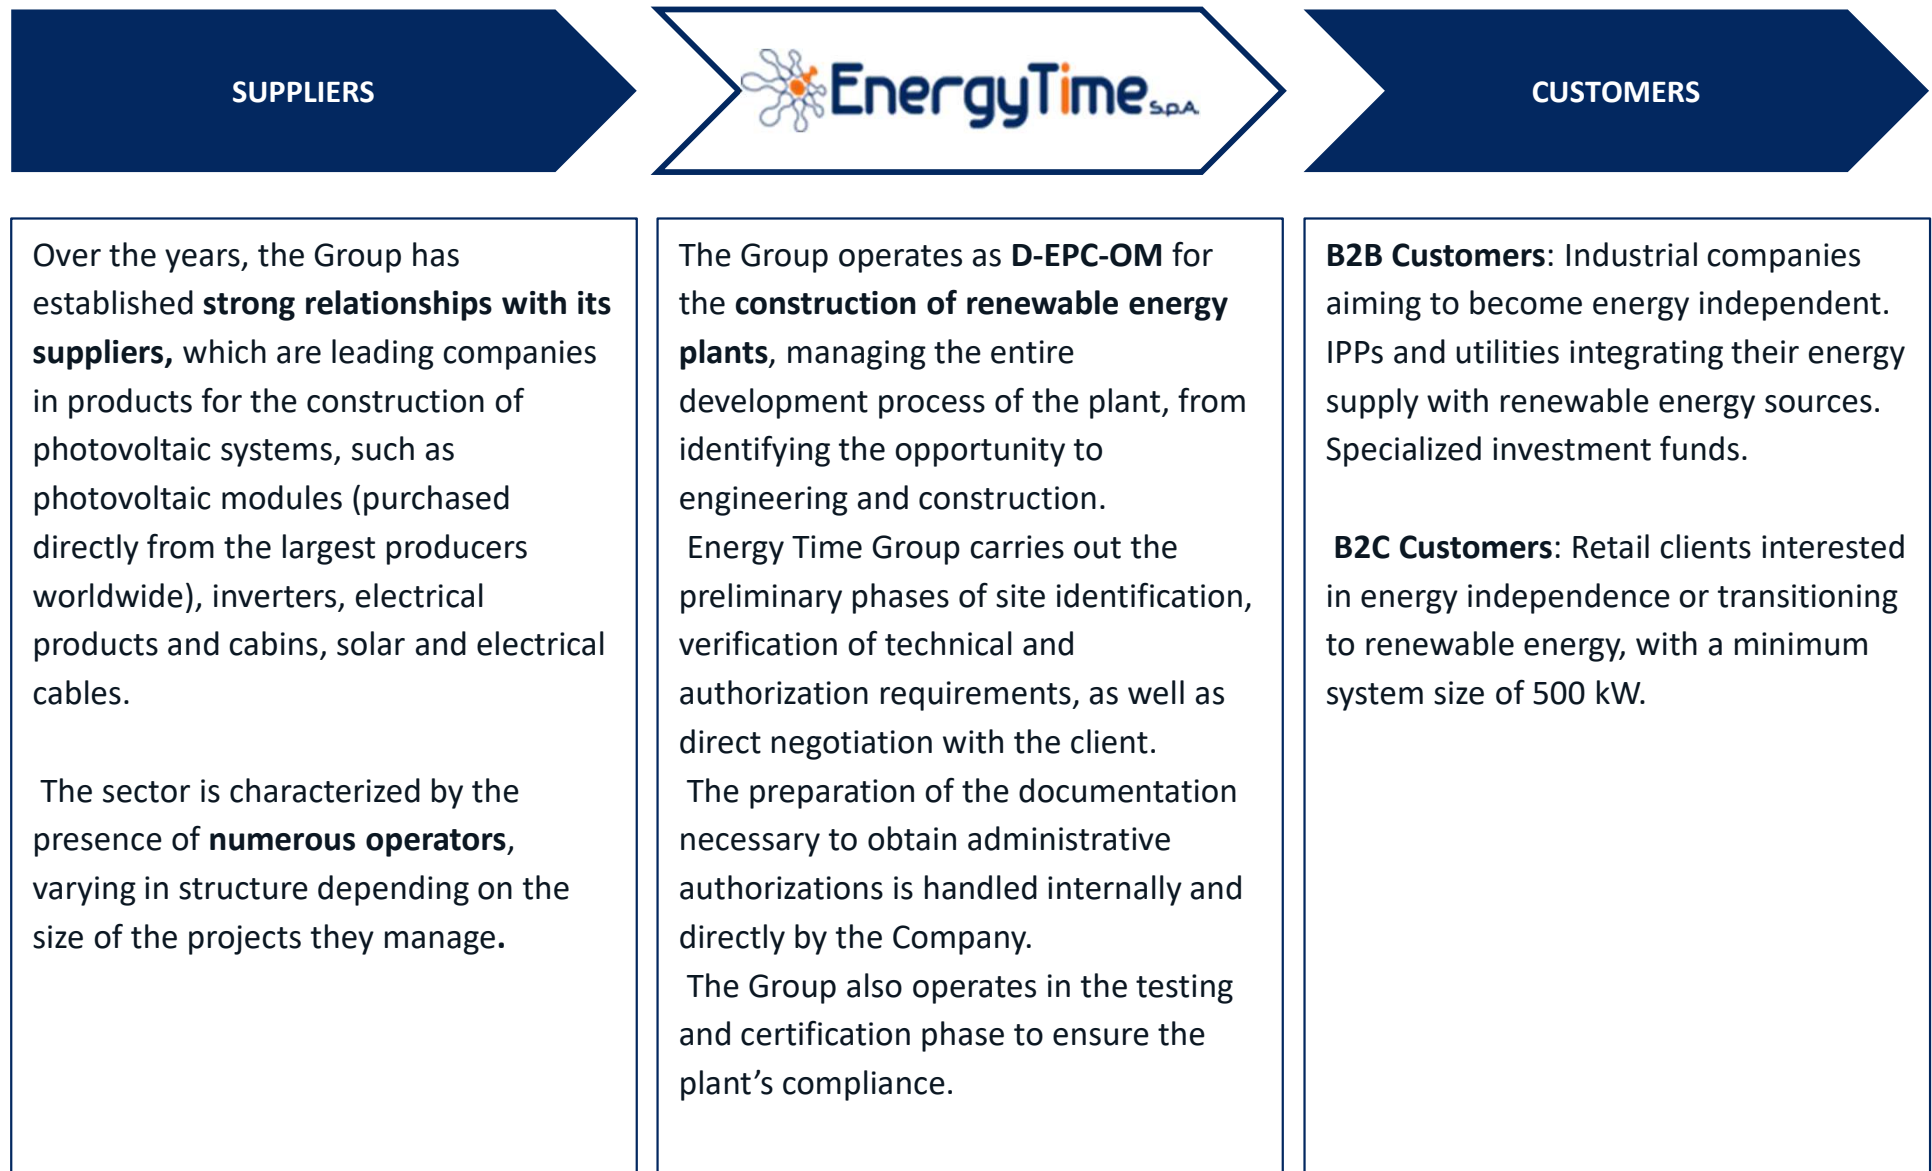 SUPPLIERS
EnergyTime S.P.A.
CUSTOMERS
Over the years, the Group has
established strong relationships with its
suppliers, which are leading companies
in products for the construction of
photovoltaic systems, such as
photovoltaic modules (purchased
directly from the largest producers
worldwide), inverters, electrical
products and cabins, solar and electrical
cables.
The sector is characterized by the
presence of numerous operators,
varying in structure depending on the
size of the projects they manage.
The Group operates as D-EPC-OM for
the construction of renewable energy
plants, managing the entire
development process of the plant, from
identifying the opportunity to
engineering and construction.
Energy Time Group carries out the
preliminary phases of site identification,
verification of technical and
authorization requirements, as well as
direct negotiation with the client.
The preparation of the documentation
necessary to obtain administrative
authorizations is handled internally and
directly by the Company.
The Group also operates in the testing
and certification phase to ensure the
plant’s compliance.
B2B Customers: Industrial companies
aiming to become energy independent.
IPPs and utilities integrating their energy
supply with renewable energy sources.
Specialized investment funds.
B2C Customers: Retail clients interested
in energy independence or transitioning
to renewable energy, with a minimum
system size of 500 kW.